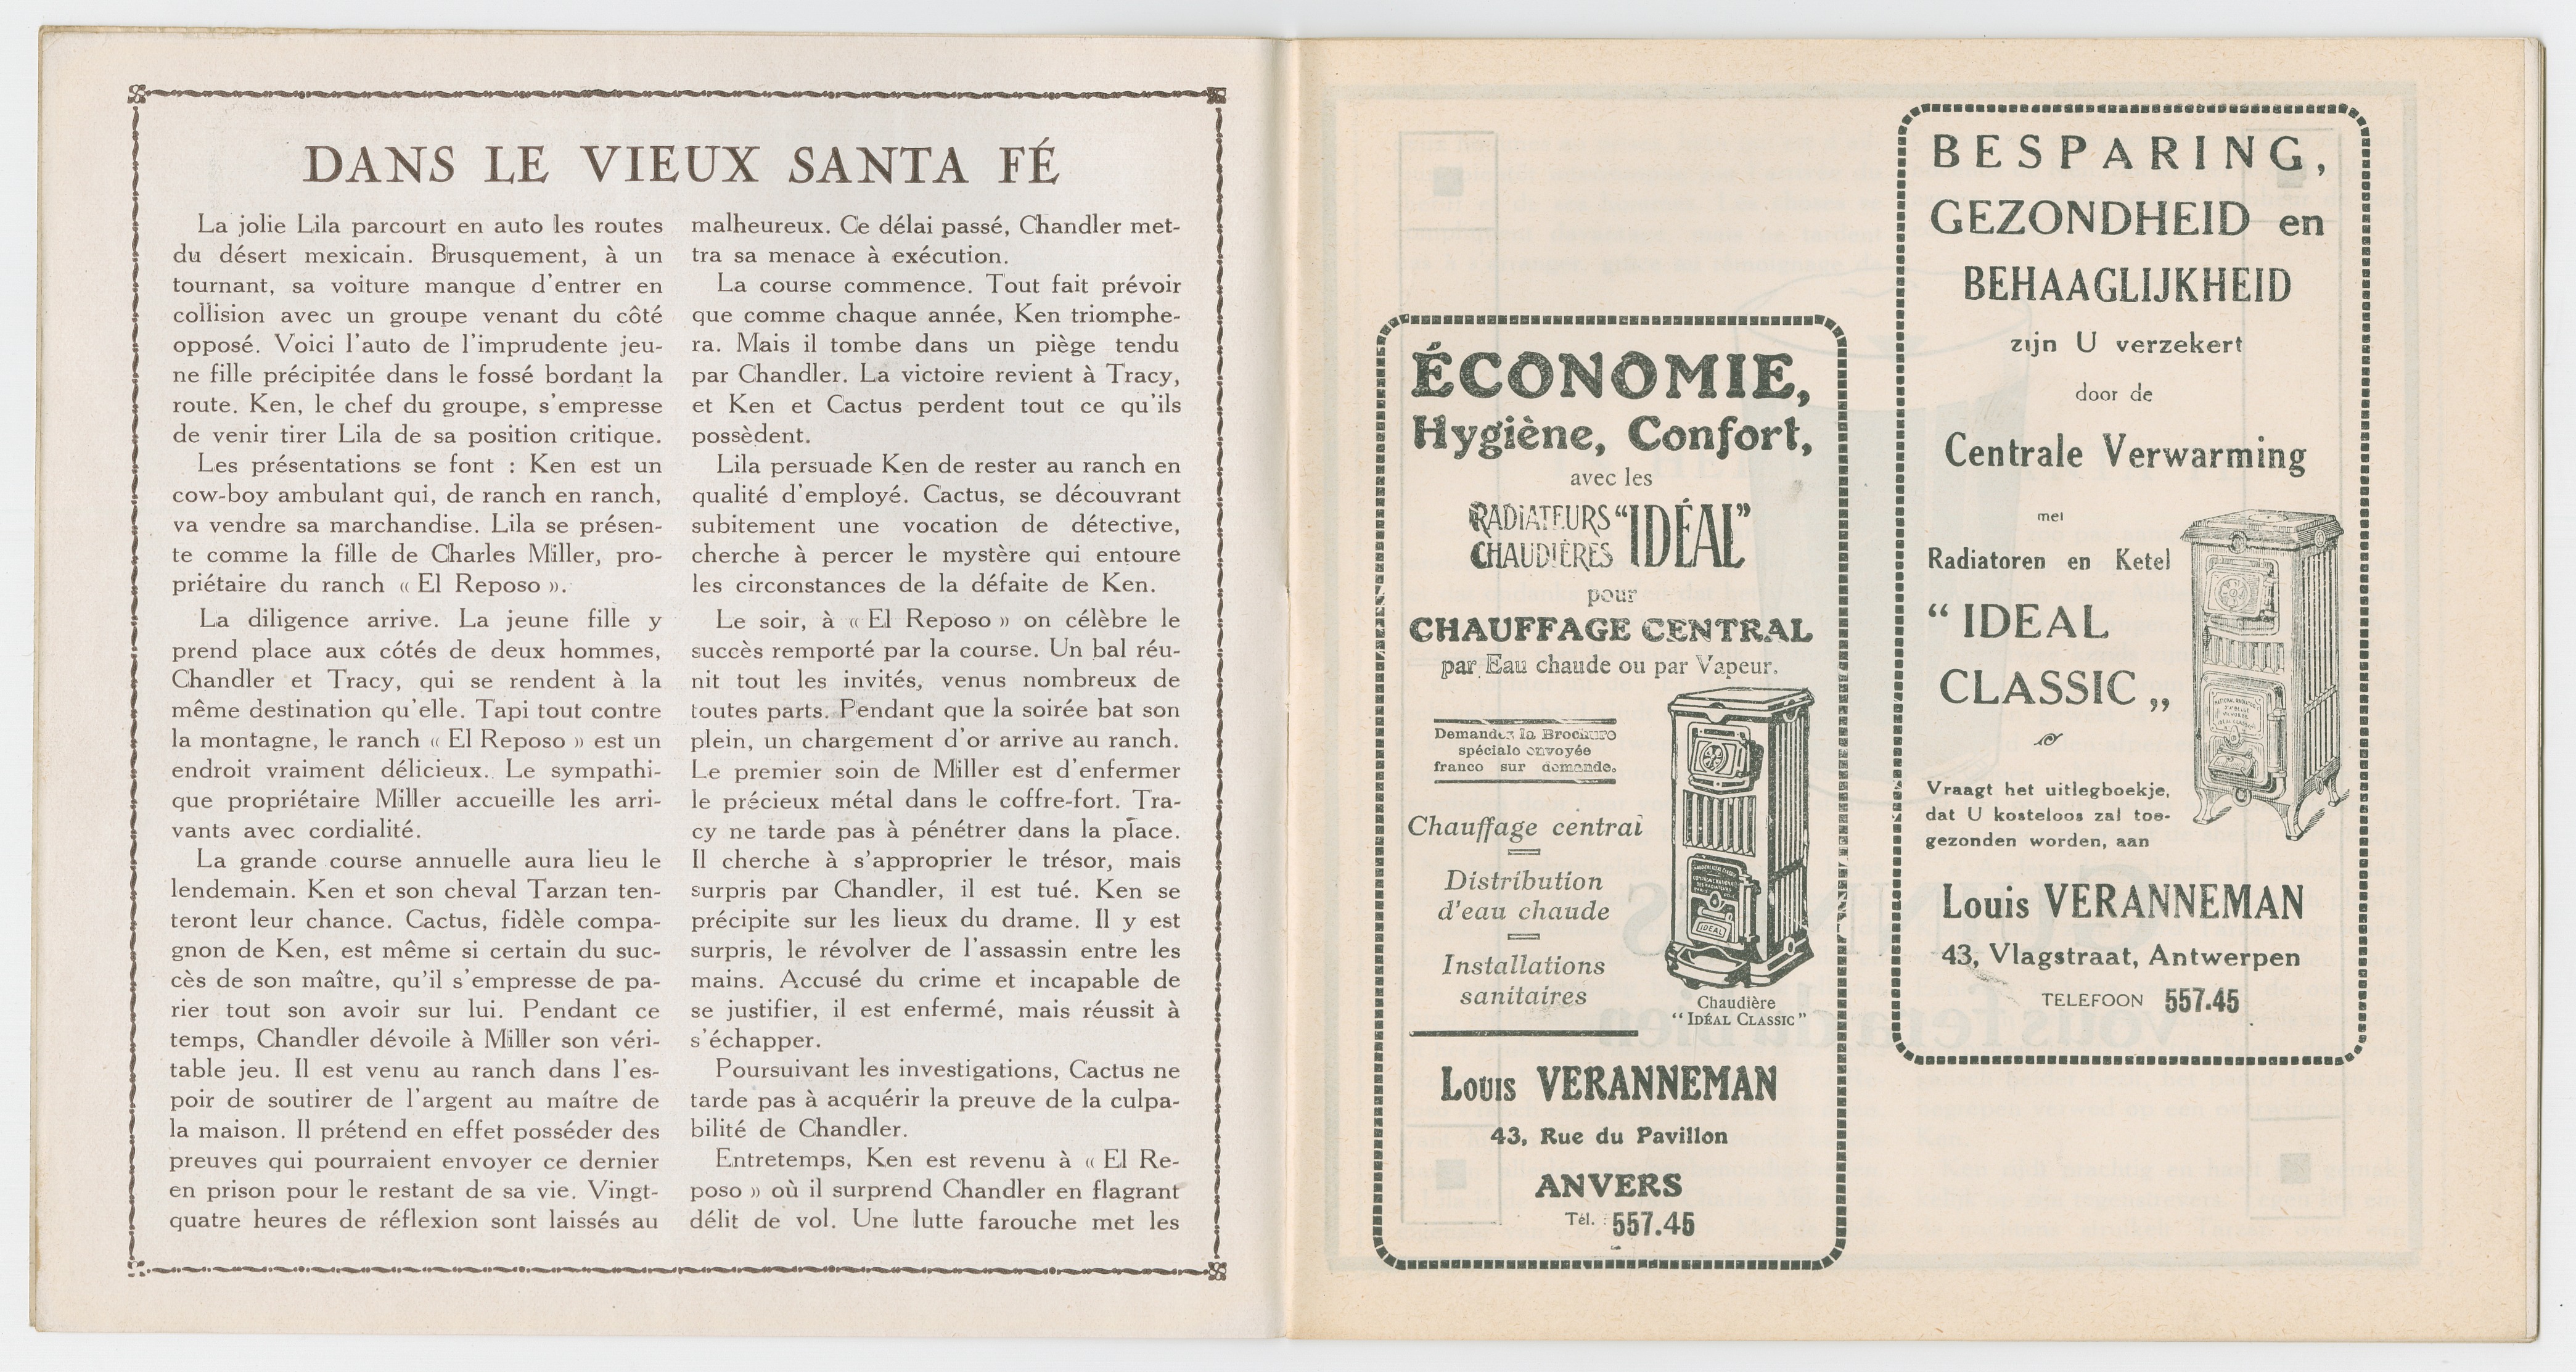 DANS LE VIEUX SANTA FÉ
La jolie Lila parcourt en auto les routes
du désert mexicain. Brusquement, à un
tournant, sa voiture manque d'entrer en
collision avec un groupe venant du côté
opposé. Voici l'auto de l'imprudente jeu-
ne fille précipitée dans le fossé bordant la
route. Ken, le chef du groupe, s'empresse
de venir tirer Lila de sa position critique.
Les présentations se font : Ken est un
cow-boy ambulant qui, de ranch en ranch,
va vendre sa marchandise. Lila se présen-
te comme la fille de Charles Miller, pro-
priétaire du ranch « El Reposo ».
La diligence arrive. La jeune fille y
prend place aux cótés de deux hommes,
Chandler et Tracy, qui se rendent à la
même destination qu'elle. Tapi tout contre
la montagne, le ranch « El Reposo » est un
endroit vraiment délicieux.. Le sympathi-
que propriétaire Miller accueille les arri-
vants avec cordialité.
La grande course annuelle aura lieu le
lendemain. Ken et son cheval Tarzan ten-
teront leur chance. Cactus, fidèle compa-
gnon de Ken, est même si certain du suc-
cès de son maître, qu'il s'empresse de pa-
rier tout son avoir sur lui. Pendant ce
temps, Chandler dévoile à Miller son véri-
table jeu. Il est venu au ranch dans l'es-
poir de soutirer de l'argent au maître de
la maison. Il prétend en effet posséder des
preuves qui pourraient envoyer ce dernier
en prison pour le restant de sa vie. Vingt-
quatre heures de réflexion sont laissés au
malheureux. Ce délai passé, Chandler met-
tra sa menace à exécution.
La course commence. Tout fait prévoir
que comme chaque année, Ken triomphe-
ra. Mais il tombe dans un piège tendu
par Chandler. La victoire revient à Tracy,
et Ken et Cactus perdent tout ce qu'ils
possèdent.
Lila persuade Ken de rester au ranch en
qualité d'employé. Cactus, se découvrant
subitement une vocation de détective,
cherche à percer le mystère qui entoure
les circonstances de la défaite de Ken.
Le soir, à « El Reposo » on célèbre le
succès remporté par la course. Un bal réu-
nit tout les invités, venus nombreux de
toutes parts. Pendant que la soirée bat son
plein, un chargement d'or arrive au ranch.
Le premier soin de Miller est d'enfermer
le précieux métal dans le coffre-fort. Tra-
cy ne tarde pas à pénétrer dans la place.
Il cherche à s'approprier le trésor, mais
surpris par Chandler, il est tué. Ken se
précipite sur les lieux du drame. Il y est
surpris, le révolver de l'assassin entre les
mains. Accusé du crime et incapable de
se justifier, il est enfermé, mais réussit à
s'échapper.
Poursuivant les investigations, Cactus ne
tarde pas à acquérir la preuve de la culpa-
bilité de Chandler.
Entretemps, Ken est revenu à « El Re-
poso » où il surprend Chandler en flagrant
délit de vol. Une lutte farouche met les
ÉCONOMIE,
Hygiène, Confort,
avec les
RADIATEURS
CHAUDIÈRES
“IDÉAL”
pour
CHAUFFAGE CENTRAL
par Eau chaude ou par Vapeur.
Demandez la Brochure
spéciale envoyée
franco sur demande.
Chauffage central
Distribution
d'eau chaude
Installations
sanitaires
IDEAL
Chaudière
“IDÉAL CLASSIC”
Louis VERANNEMAN
43, Rue du Pavillon
ANVERS
Tél. : 557.45
BESPARING,
GEZONDHEID en
BEHAAGLIJKHEID
zijn U verzekert
door de
Centrale Verwarming
met
Radiatoren en Ketel
“IDEAL
CLASSIC „
Vraagt het uitlegboekje,
dat U kosteloos zal toe-
gezonden worden, aan
Louis VERANNEMAN
43, Vlagstraat, Antwerpen
TELEFOON 557.45